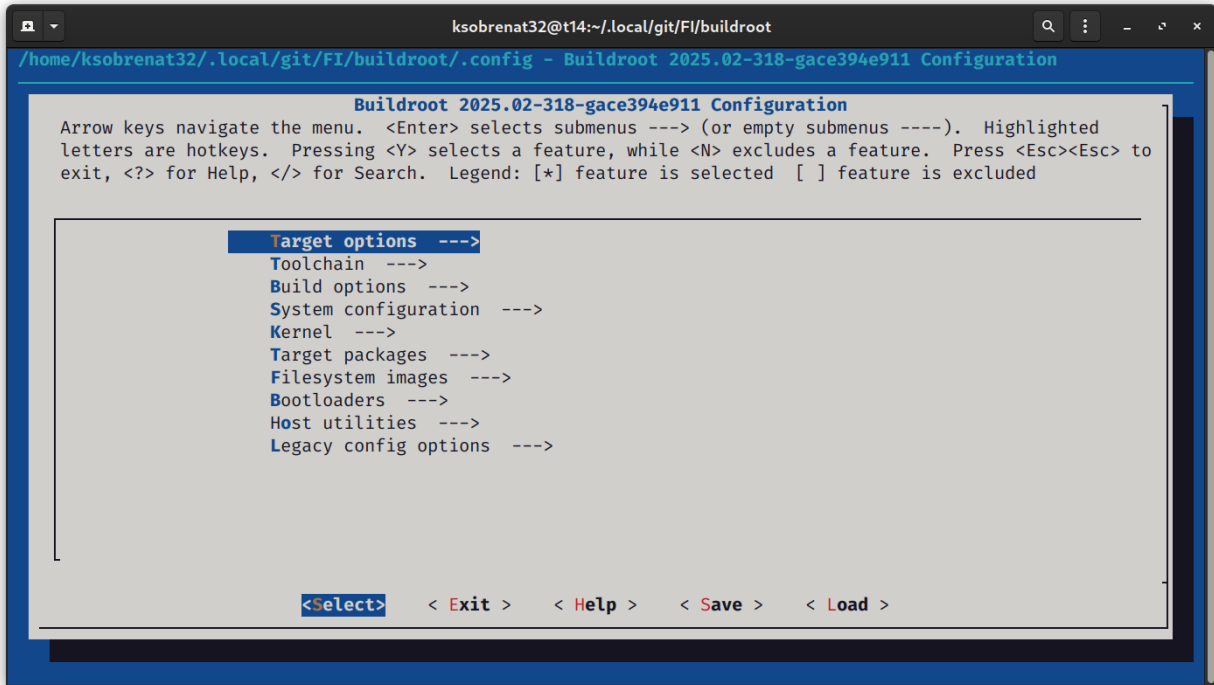 ksobrenat32@t14:~/.local/git/FI/buildroot
/home/ksobrenat32/.local/git/FI/buildroot/.config - Buildroot 2025.02-318-gace394e911 Configuration
Buildroot 2025.02-318-gace394e911 Configuration
Arrow keys navigate the menu.  <Enter> selects submenus ---> (or empty submenus ----).  Highlighted
letters are hotkeys.  Pressing <Y> selects a feature, while <N> excludes a feature.  Press <Esc><Esc> to
exit, <?> for Help, </> for Search.  Legend: [*] feature is selected  [ ] feature is excluded
Target options  --->
Toolchain  --->
Build options  --->
System configuration  --->
Kernel  --->
Target packages  --->
Filesystem images  --->
Bootloaders  --->
Host utilities  --->
Legacy config options  --->
<Select>    < Exit >    < Help >    < Save >    < Load >